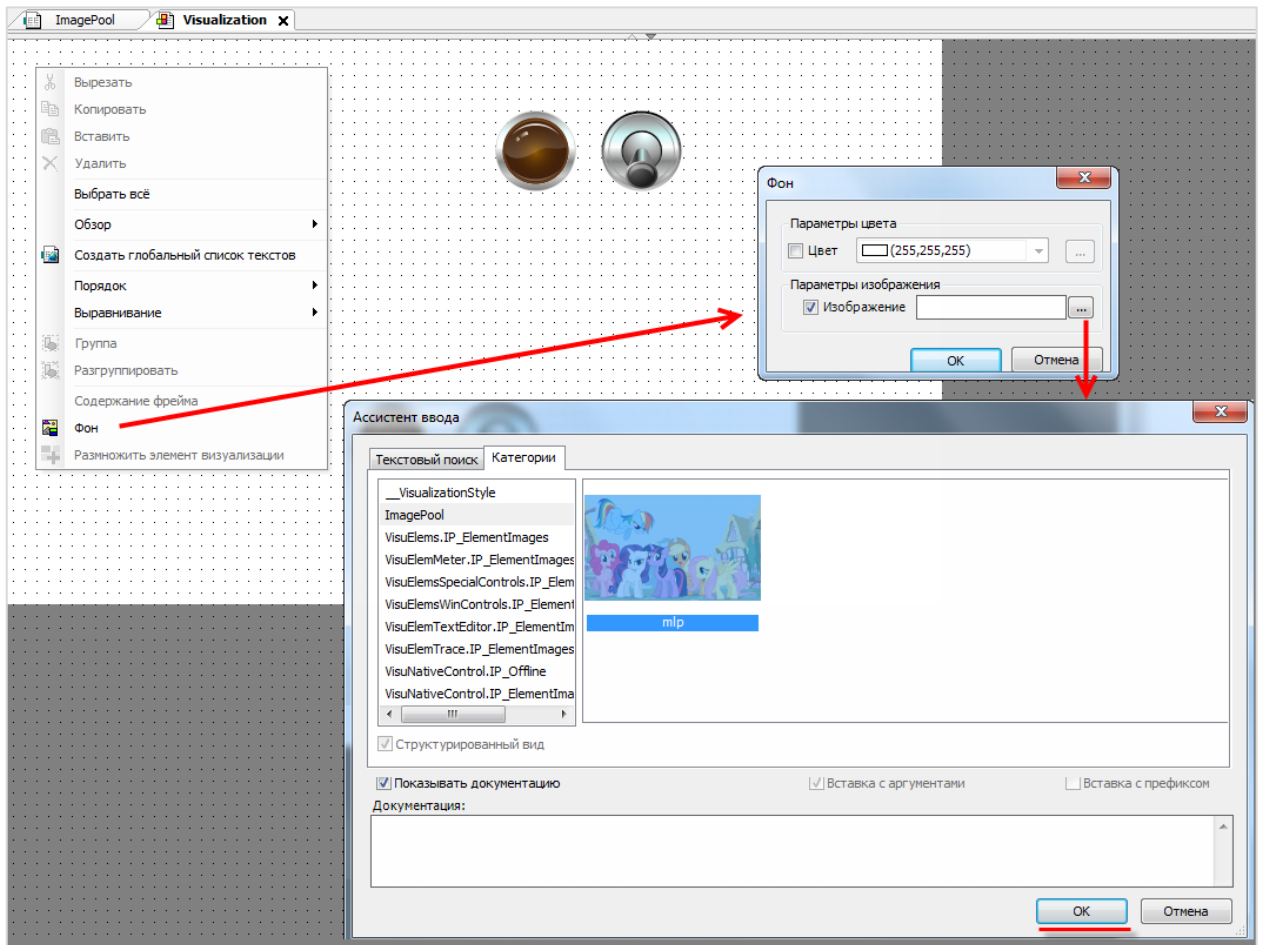 ImagePool
Visualization
Вырезать
Копировать
Вставить
Удалить
Выбрать всё
Обзор
Создать глобальный список текстов
Порядок
Выравнивание
Группа
Разгруппировать
Содержание фрейма
Фон
Размножить элемент визуализации
Фон
Параметры цвета
Цвет
(255,255,255)
...
Параметры изображения
Изображение
...
OK
Отмена
Ассистент ввода
Текстовый поиск
Категории
__VisualizationStyle
ImagePool
VisuElems.IP_ElementImages
VisuElemMeter.IP_ElementImages
VisuElemsSpecialControls.IP_Elem
VisuElemsWinControls.IP_Element
VisuElemTextEditor.IP_ElementIm
VisuElemTrace.IP_ElementImages
VisuNativeControl.IP_Offline
VisuNativeControl.IP_ElementIma
mlp
Структурированный вид
Показывать документацию
Вставка с аргументами
Вставка с префиксом
Документация:
OK
Отмена